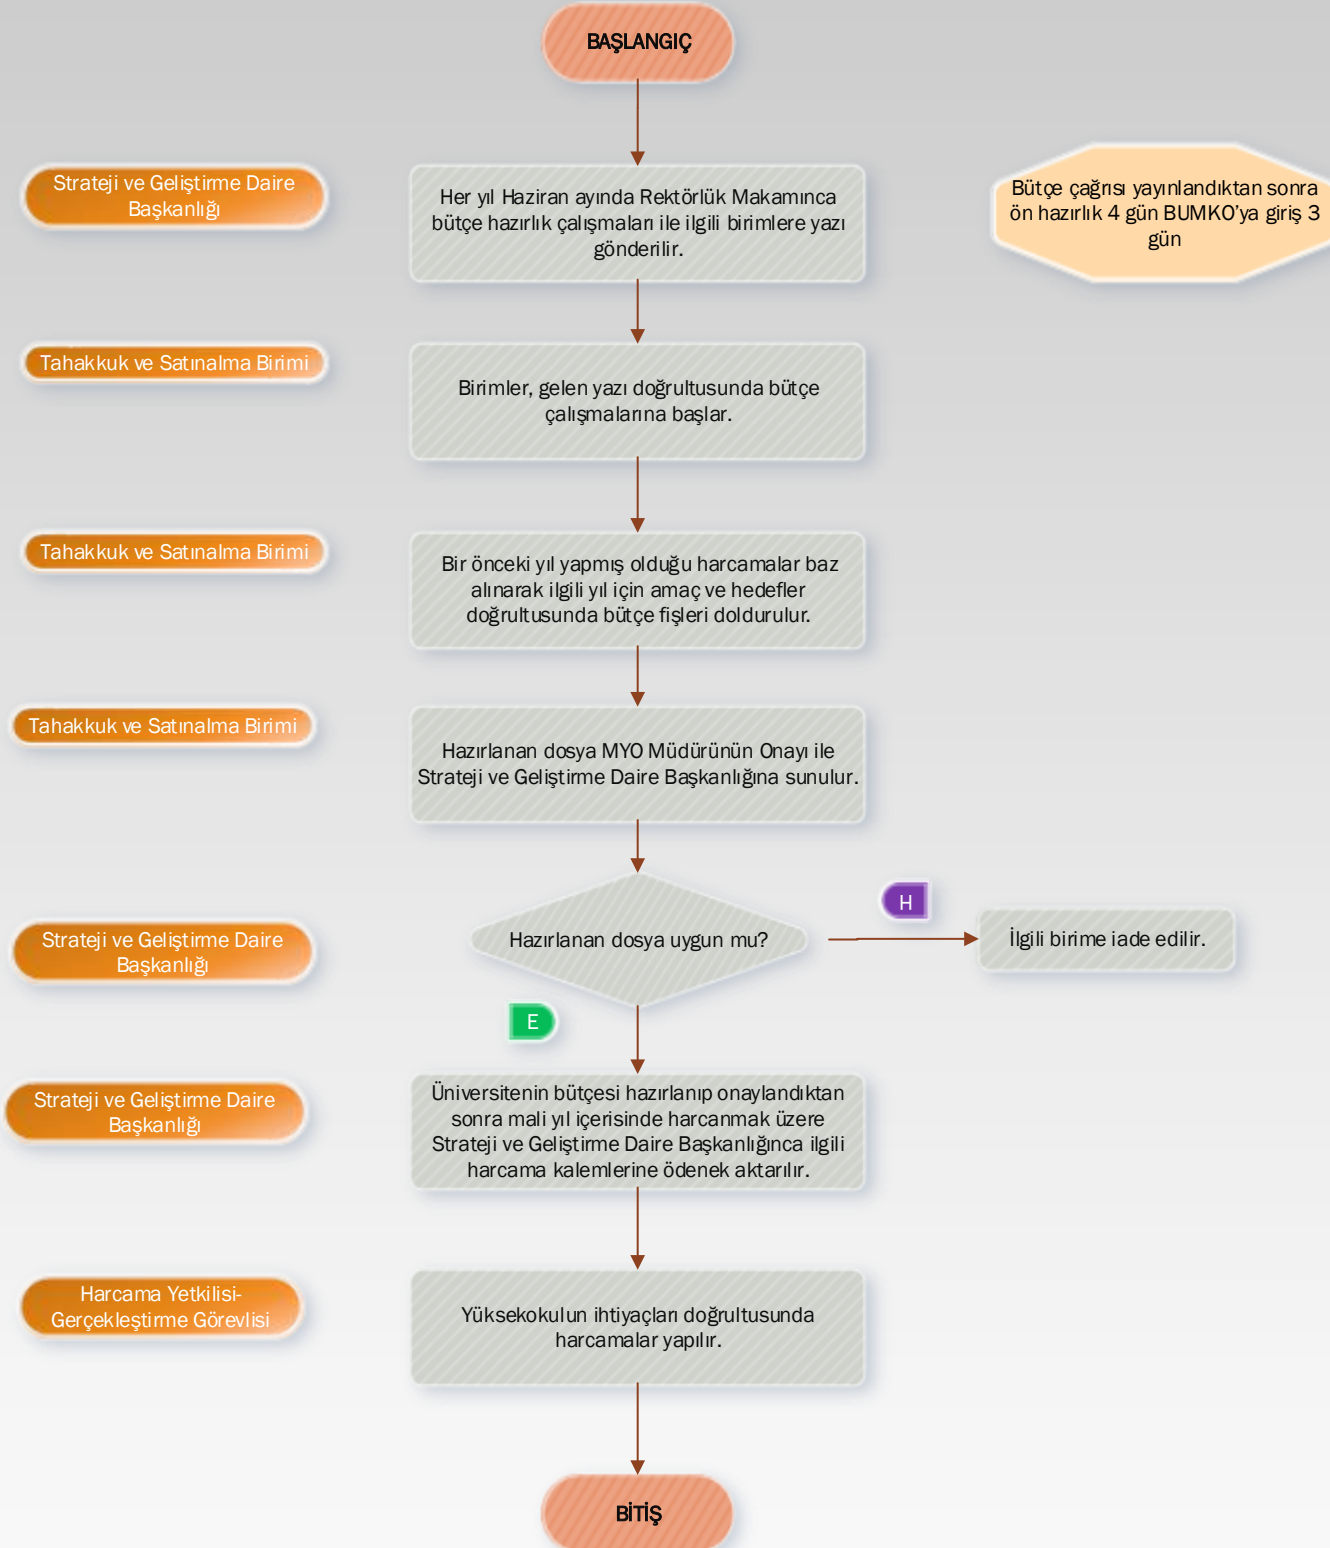 BAŞLANGIÇ
Strateji ve Geliştirme Daire
Başkanlığı
Her yıl Haziran ayında Rektörlük Makamınca
bütçe hazırlık çalışmaları ile ilgili birimlere yazı
gönderilir.
Bütçe çağrısı yayınlandıktan sonra
ön hazırlık 4 gün BUMKO'ya giriş 3
gün
Tahakkuk ve Satınalma Birimi
Birimler, gelen yazı doğrultusunda bütçe
çalışmalarına başlar.
Tahakkuk ve Satınalma Birimi
Bir önceki yıl yapmış olduğu harcamalar baz
alınarak ilgili yıl için amaç ve hedefler
doğrultusunda bütçe fişleri doldurulur.
Tahakkuk ve Satınalma Birimi
Hazırlanan dosya MYO Müdürünün Onayı ile
Strateji ve Geliştirme Daire Başkanlığına sunulur.
Strateji ve Geliştirme Daire
Başkanlığı
Hazırlanan dosya uygun mu?
H
İlgili birime iade edilir.
E
Strateji ve Geliştirme Daire
Başkanlığı
Üniversitenin bütçesi hazırlanıp onaylandıktan
sonra mali yıl içerisinde harcanmak üzere
Strateji ve Geliştirme Daire Başkanlığınca ilgili
harcama kalemlerine ödenek aktarılır.
Harcama Yetkilisi-
Gerçekleştirme Görevlisi
Yüksekokulun ihtiyaçları doğrultusunda
harcamalar yapılır.
BİTİŞ